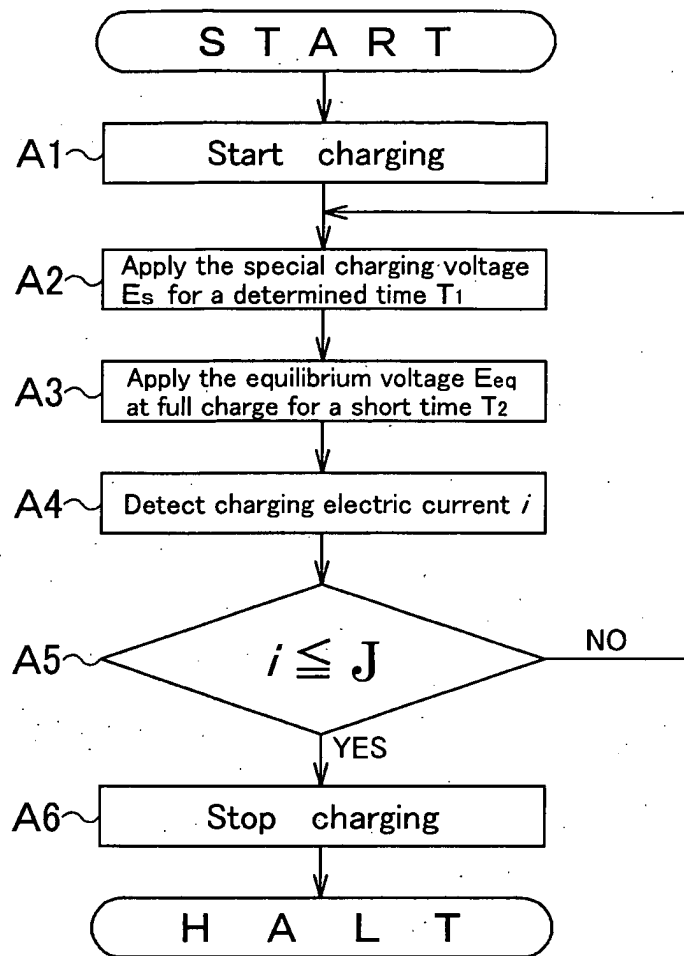 START
A1 Start charging
A2 Apply the special charging voltage
Es for a determined time T1
A3 Apply the equilibrium voltage Eeq
at full charge for a short time T2
A4 Detect charging electric current i
A5 i ≦ J
NO
YES
A6 Stop charging
HALT